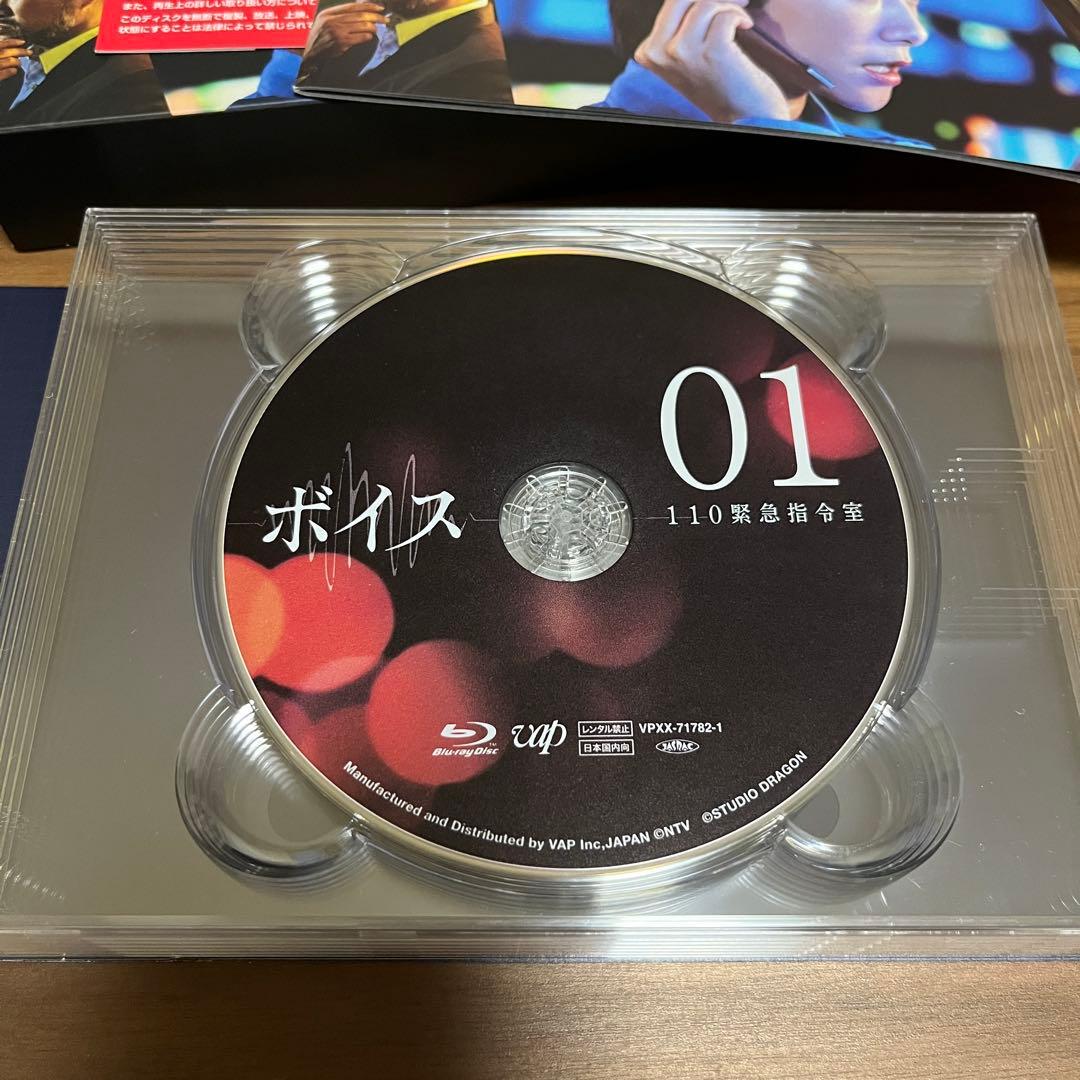 また、再生上の詳しい取り扱い方について
このディスクを無断で複製、放送、上映、
状態にすることは法律によって禁じられて
01
ボイス
110緊急指令室
Blu-ray Disc™
vap
レンタル禁止
日本国内向
VPXX-71782-1
JASRAC
Manufactured and Distributed by VAP Inc,JAPAN ©NTV ©STUDIO DRAGON